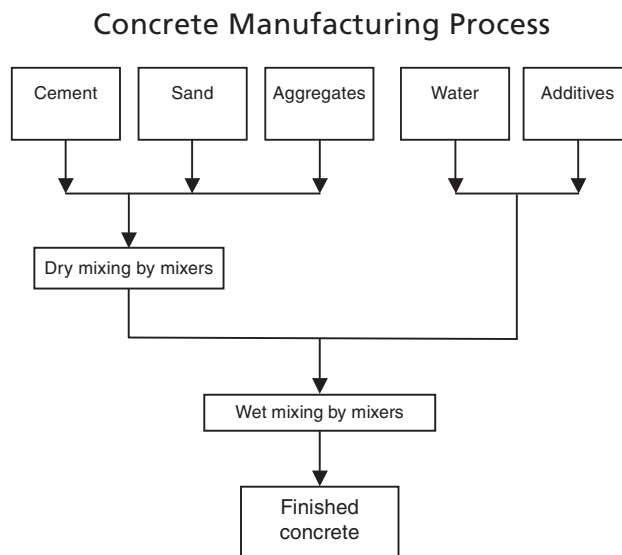 Concrete Manufacturing Process
Cement
Sand
Aggregates
Water
Additives
Dry mixing by mixers
Wet mixing by mixers
Finished
concrete